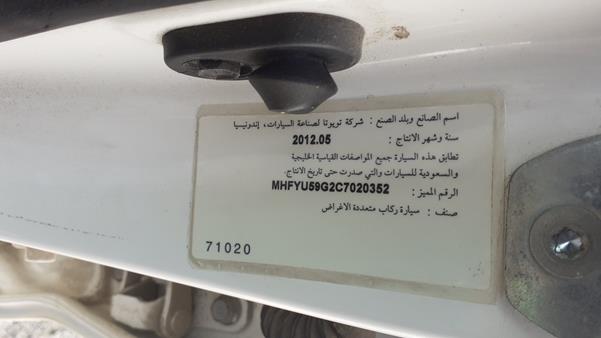 اسم الصانع وبلد الصنع : شركة تويوتا لصناعة السيارات، إندونيسيا
سنة وشهر الانتاج : 2012.05
تطابق هذه السيارة جميع المواصفات القياسية الخليجية
والسعودية للسيارات والتي صدرت حتى تاريخ الانتاج.
الرقم المميز : MHFYU59G2C7020352
صنف : سيارة ركاب متعددة الاغراض
71020